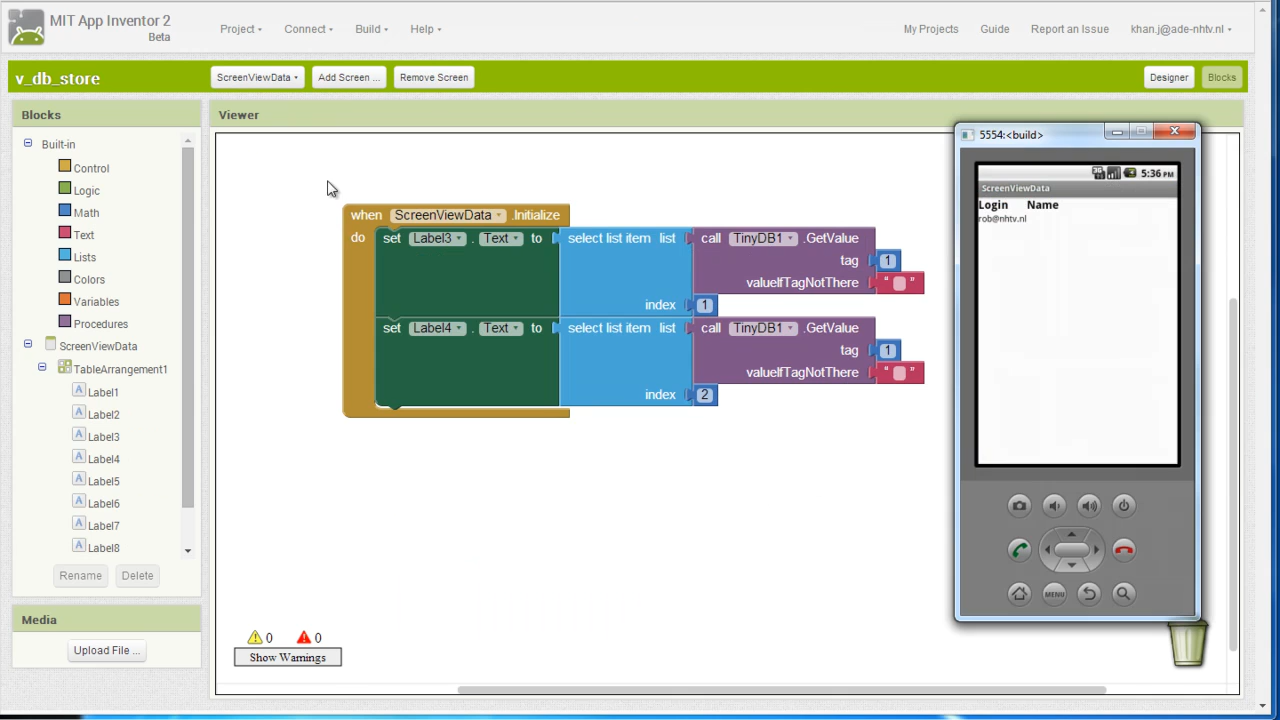 MIT App Inventor 2
Beta
Project Connect Build Help
My Projects Guide Report an Issue khan.j@ade-nhtv.nl
v_db_store
ScreenViewData Add Screen ... Remove Screen
Designer Blocks
Blocks
Built-in
Control
Logic
Math
Text
Lists
Colors
Variables
Procedures
ScreenViewData
TableArrangement1
Label1
Label2
Label3
Label4
Label5
Label6
Label7
Label8
Rename Delete
Media
Upload File ...
Viewer
when ScreenViewData .Initialize
do set Label3 . Text to select list item list call TinyDB1 .GetValue
tag 1
valueIfTagNotThere " "
index 1
set Label4 . Text to select list item list call TinyDB1 .GetValue
tag 1
valueIfTagNotThere " "
index 2
0 0
Show Warnings
5554:<build>
5:36 PM
ScreenViewData
Login Name
rob@nhtv.nl
MENU